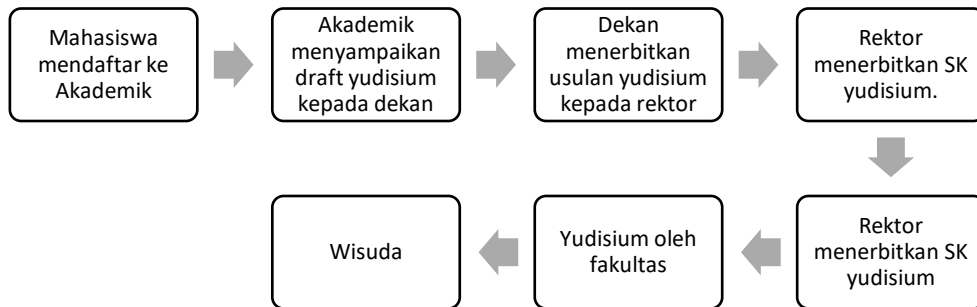 Mahasiswa
mendaftar ke
Akademik
Akademik
menyampaikan
draft yudisium
kepada dekan
Dekan
menerbitkan
usulan yudisium
kepada rektor
Rektor
menerbitkan SK
yudisium.
Rektor
menerbitkan SK
yudisium
Yudisium oleh
fakultas
Wisuda